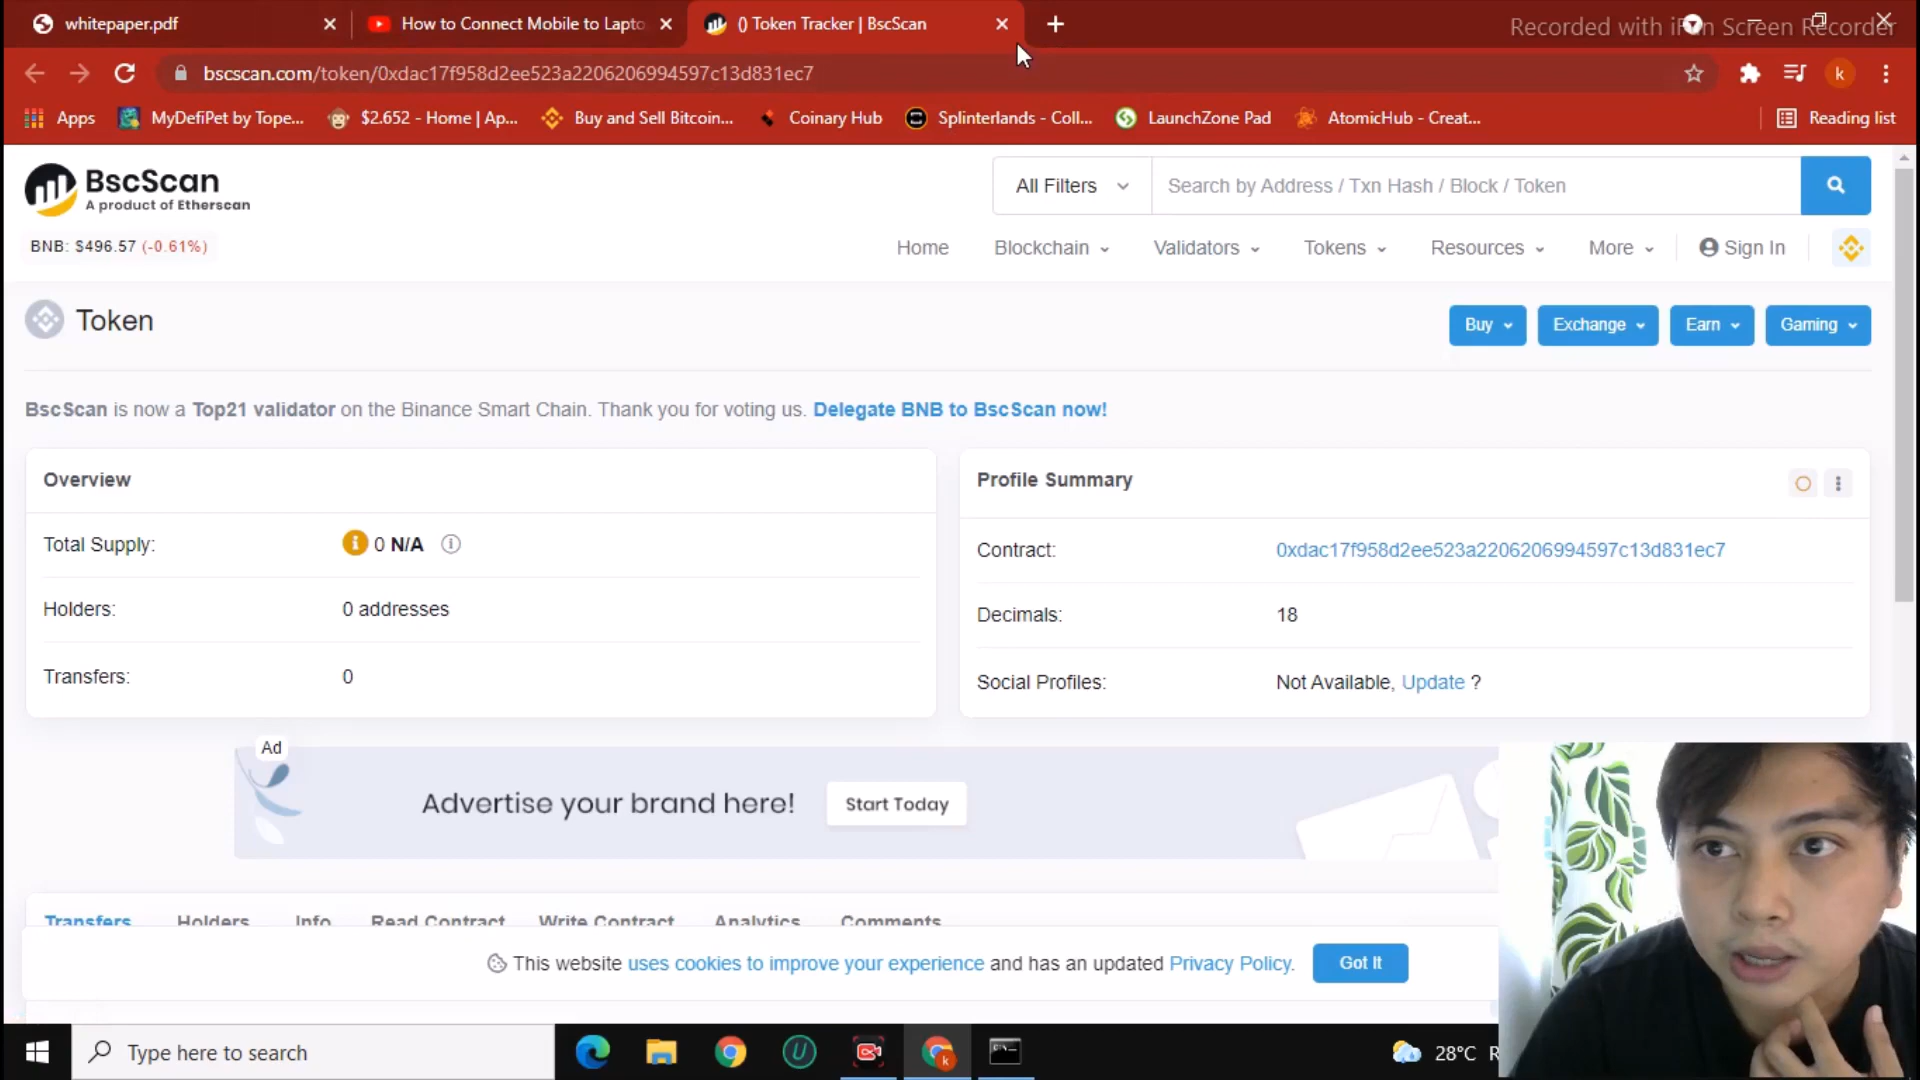 whitepaper.pdf
How to Connect Mobile to Lapto
() Token Tracker | BscScan
Recorded with iFun Screen Recorder
bscscan.com/token/0xdac17f958d2ee523a2206206994597c13d831ec7
k
Apps
MyDefiPet by Tope...
$2.652 - Home | Ap...
Buy and Sell Bitcoin...
Coinary Hub
Splinterlands - Coll...
LaunchZone Pad
AtomicHub - Creat...
Reading list
BscScan
A product of Etherscan
All Filters
Search by Address / Txn Hash / Block / Token
BNB: $496.57 (-0.61%)
Home
Blockchain
Validators
Tokens
Resources
More
Sign In
Token
Buy
Exchange
Earn
Gaming
BscScan is now a Top21 validator on the Binance Smart Chain. Thank you for voting us. Delegate BNB to BscScan now!
Overview
Total Supply: 0 N/A
Holders: 0 addresses
Transfers: 0
Profile Summary
Contract: 0xdac17f958d2ee523a2206206994597c13d831ec7
Decimals: 18
Social Profiles: Not Available, Update ?
Ad
Advertise your brand here!
Start Today
Transfers
Holders
Info
Read Contract
Write Contract
Analytics
Comments
This website uses cookies to improve your experience and has an updated Privacy Policy.
Got It
Type here to search
k
28°C R